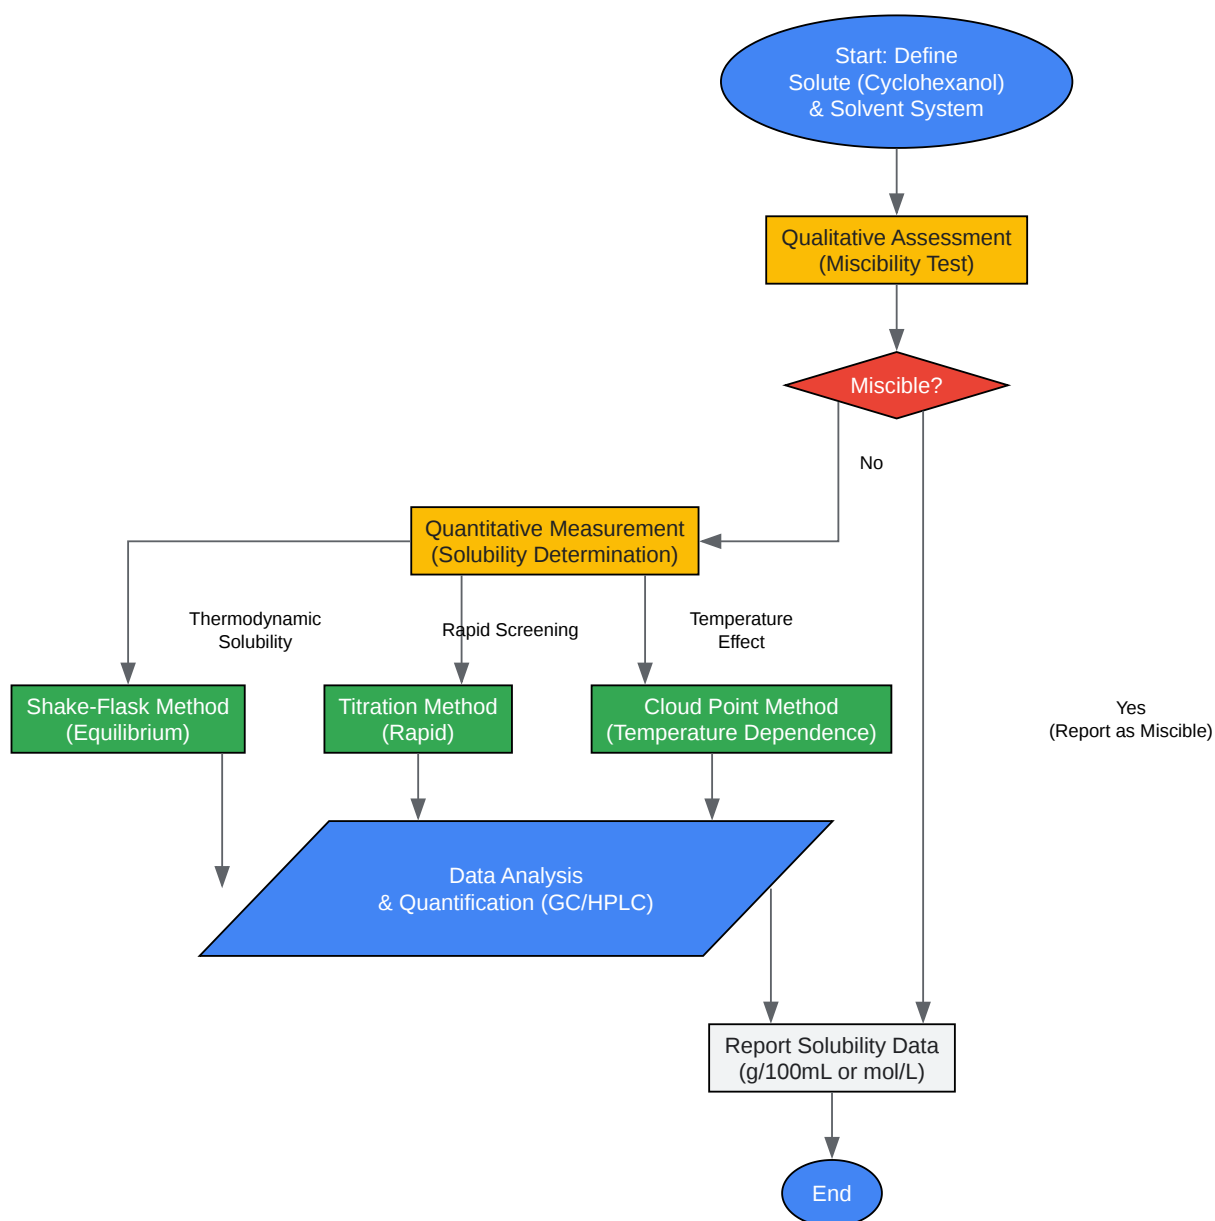 Start: Define
Solute (Cyclohexanol)
& Solvent System
Qualitative Assessment
(Miscibility Test)
Miscible?
No
Quantitative Measurement
(Solubility Determination)
Thermodynamic
Solubility
Rapid Screening
Temperature
Effect
Shake-Flask Method
(Equilibrium)
Titration Method
(Rapid)
Cloud Point Method
(Temperature Dependence)
Yes
(Report as Miscible)
Data Analysis
& Quantification (GC/HPLC)
Report Solubility Data
(g/100mL or mol/L)
End